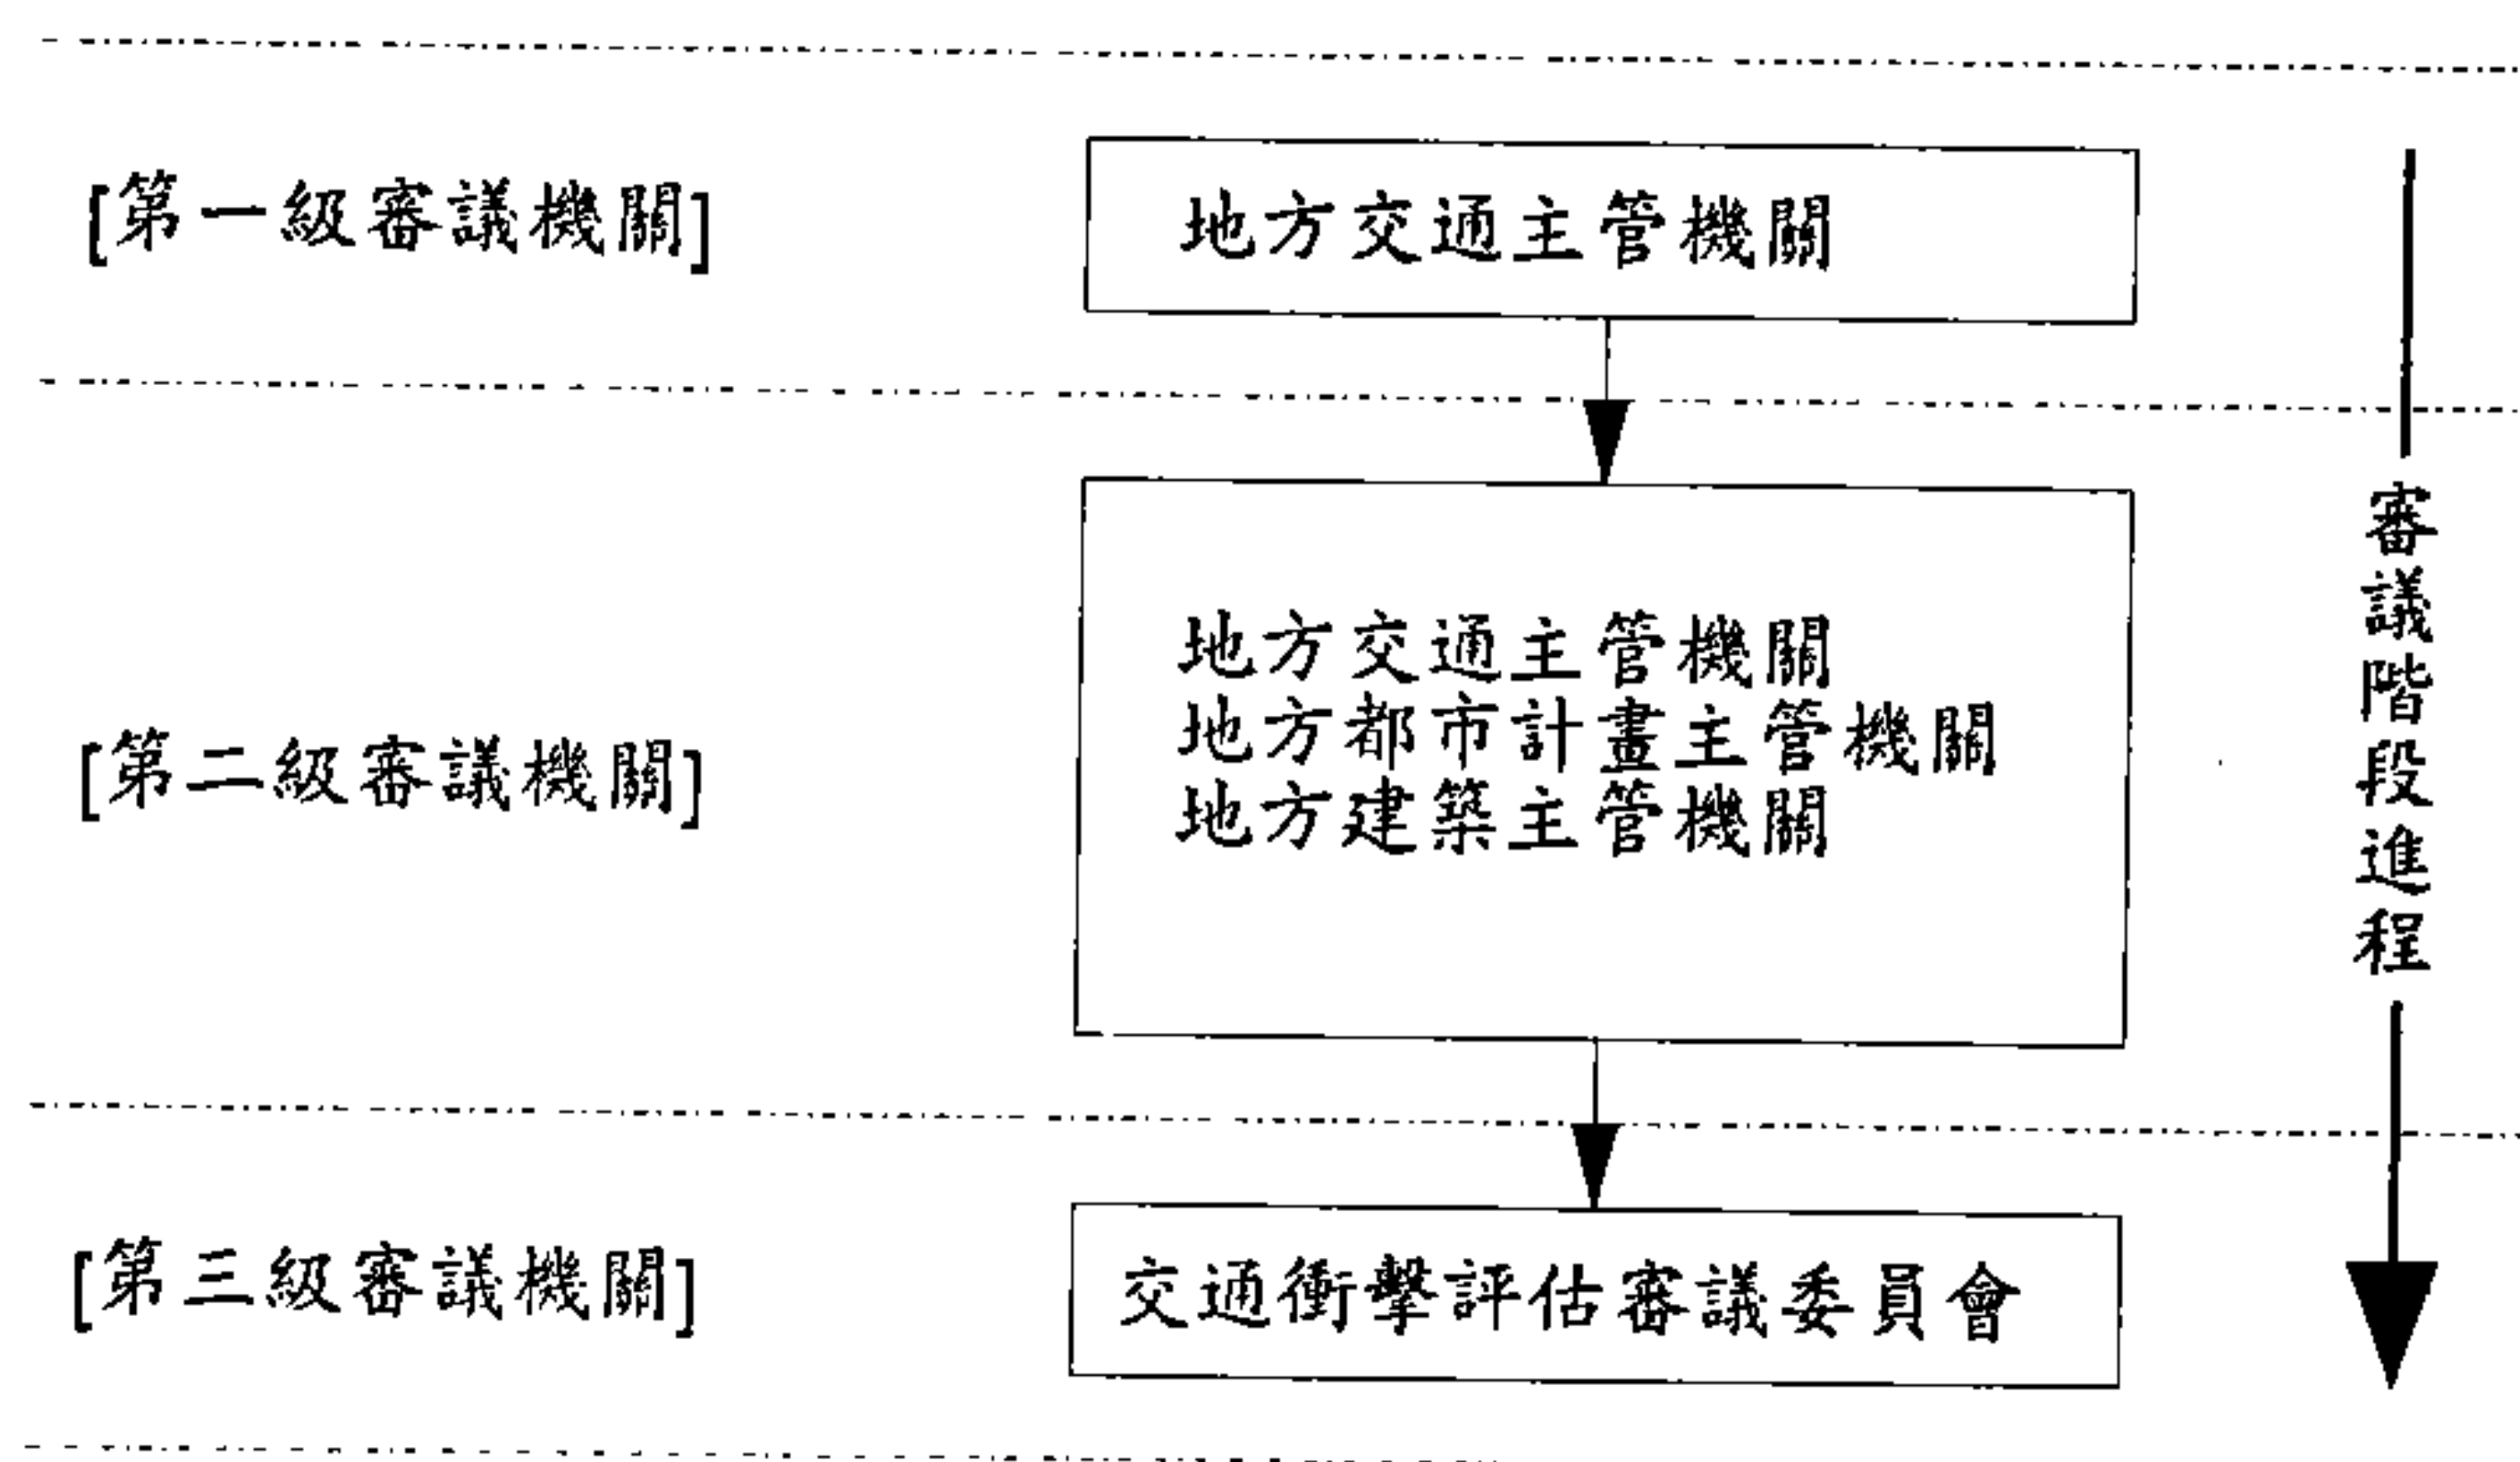 [第一級審議機關]
地方交通主管機關
[第二級審議機關]
地方交通主管機關
地方都市計畫主管機關
地方建築主管機關
[第三級審議機關]
交通衝擊評估審議委員會
審議階段進程